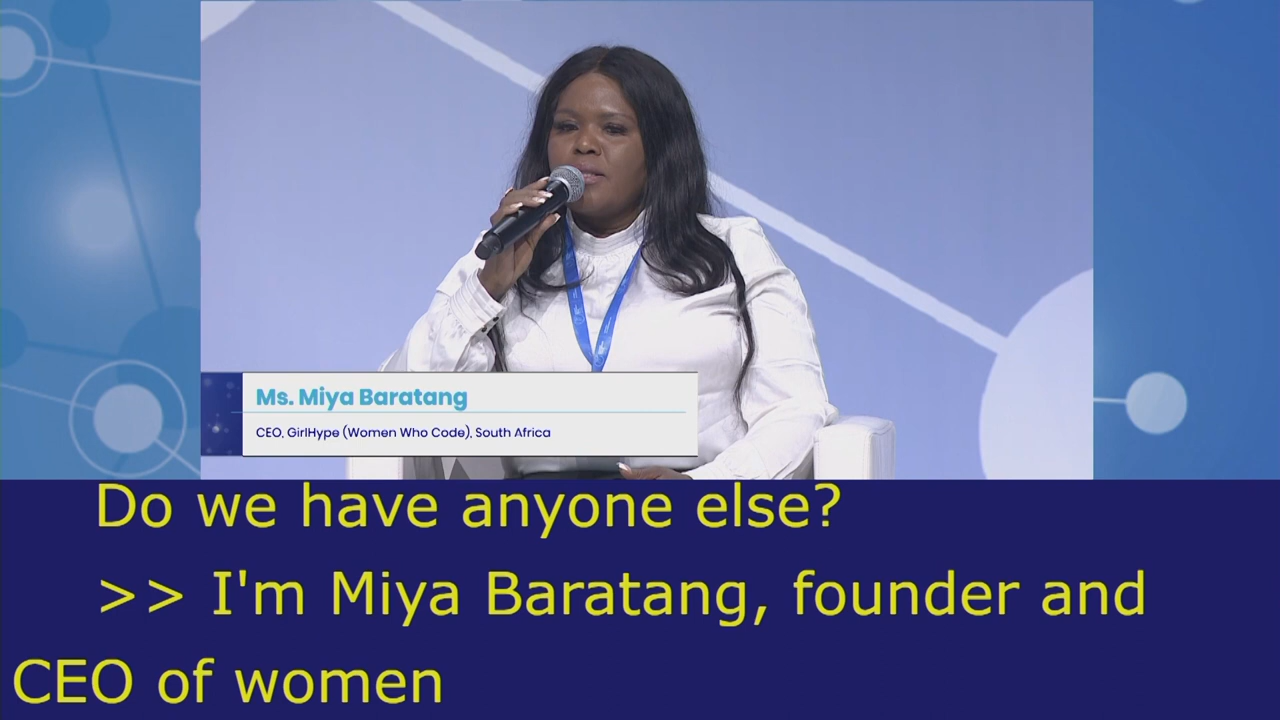 Ms. Miya Baratang
CEO, GirlHype (Women Who Code), South Africa
Do we have anyone else?
>> I'm Miya Baratang, founder and
CEO of women